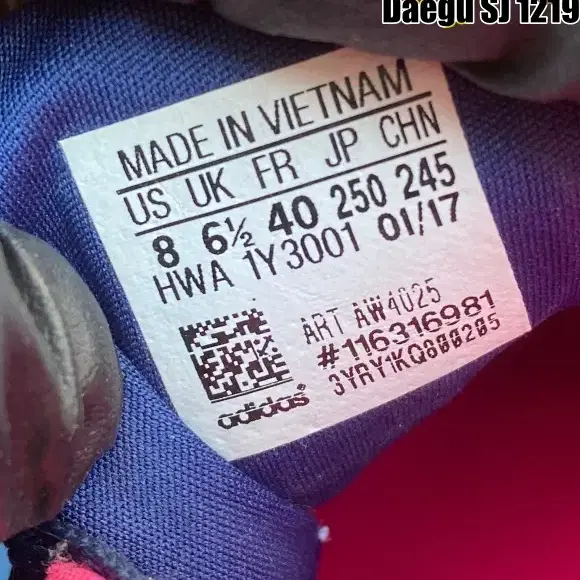 Daegu SJ 1219
MADE IN VIETNAM
US UK FR JP CHN
8 6½ 40 250 245
HWA 1Y3001 01/17
ART AW4025
#116316981
3YRY1KQ800205
adidas